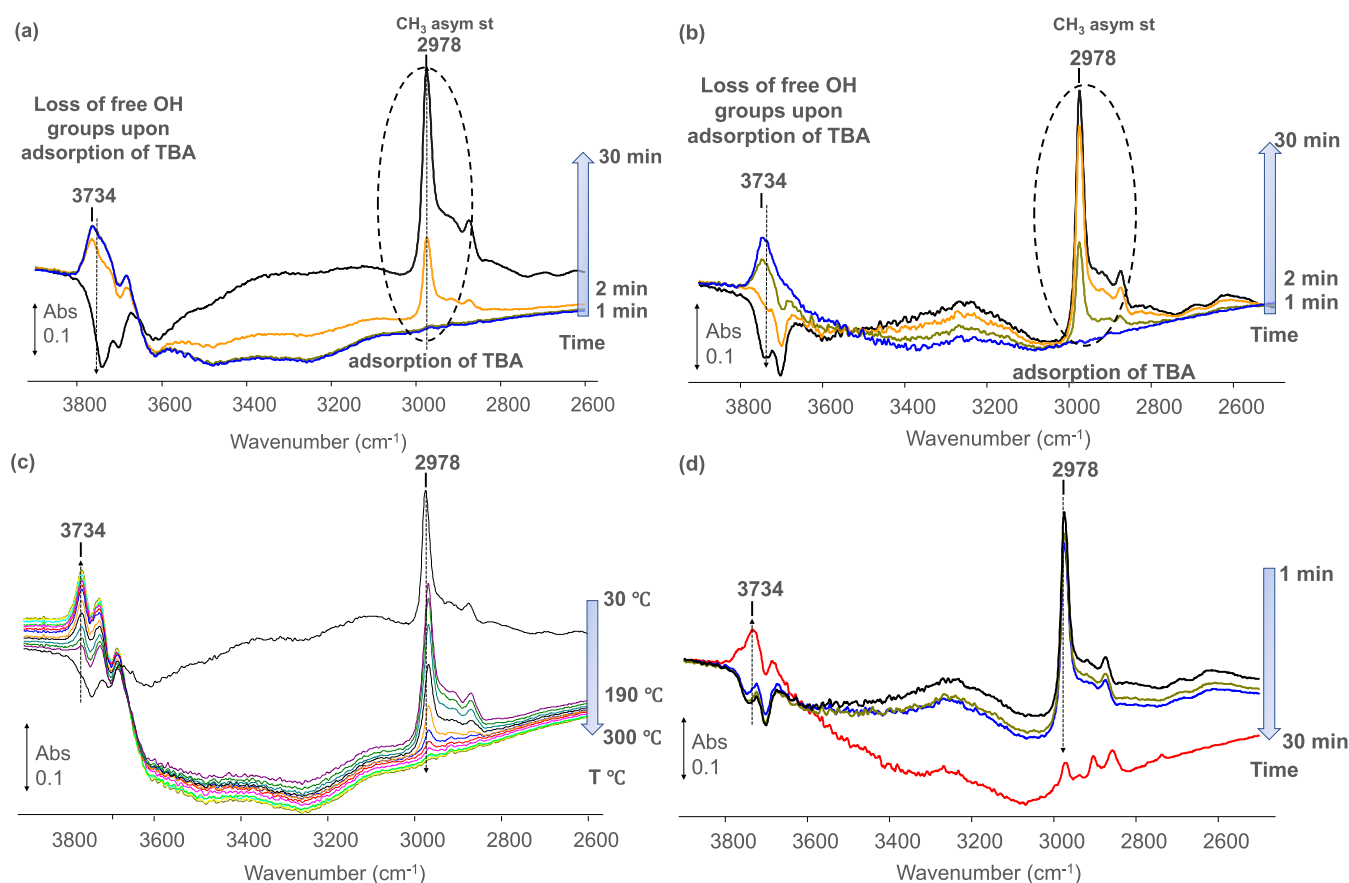 (a)
CH3 asym st
2978
Loss of free OH
groups upon
adsorption of TBA
3734
30 min
2 min
1 min
Time
Abs
0.1
adsorption of TBA
3800 3600 3400 3200 3000 2800 2600
Wavenumber (cm-1)
(b)
CH3 asym st
2978
Loss of free OH
groups upon
adsorption of TBA
3734
30 min
2 min
1 min
Time
Abs
0.1
adsorption of TBA
3800 3600 3400 3200 3000 2800 2600
Wavenumber (cm-1)
(c)
2978
3734
30 ℃
190 ℃
300 ℃
T ℃
Abs
0.1
3800 3600 3400 3200 3000 2800 2600
Wavenumber (cm-1)
(d)
2978
3734
1 min
30 min
Time
Abs
0.1
3800 3600 3400 3200 3000 2800 2600
Wavenumber (cm-1)